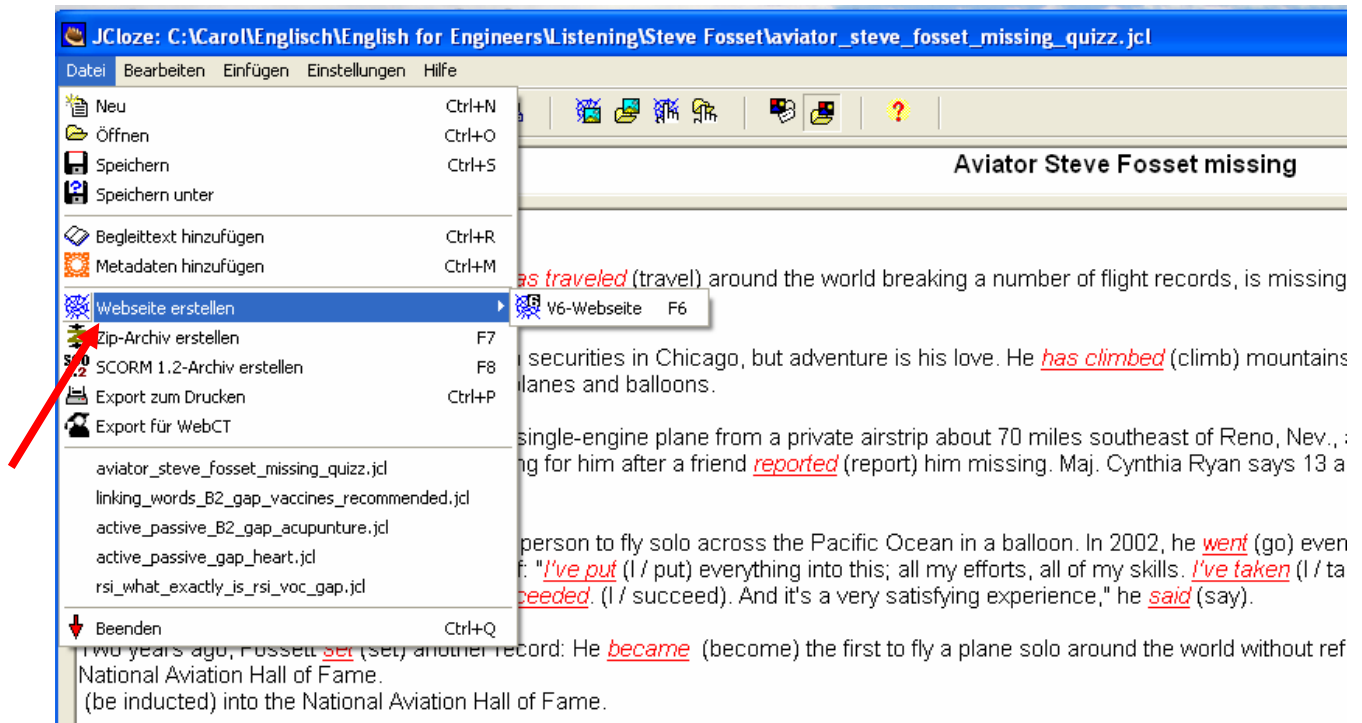 JCloze: C:\Carol\Englisch\English for Engineers\Listening\Steve Fosset\aviator_steve_fosset_missing_quizz.jcl
Datei Bearbeiten Einfügen Einstellungen Hilfe
Neu Ctrl+N
Öffnen Ctrl+O
Speichern Ctrl+S
Speichern unter
Begleittext hinzufügen Ctrl+R
Metadaten hinzufügen Ctrl+M
Webseite erstellen
V6-Webseite F6
Zip-Archiv erstellen F7
SCORM 1.2-Archiv erstellen F8
Export zum Drucken Ctrl+P
Export für WebCT
aviator_steve_fosset_missing_quizz.jcl
linking_words_B2_gap_vaccines_recommended.jcl
active_passive_B2_gap_acupunture.jcl
active_passive_gap_heart.jcl
rsi_what_exactly_is_rsi_voc_gap.jcl
Beenden Ctrl+Q
Aviator Steve Fosset missing
as traveled (travel) around the world breaking a number of flight records, is missing
securities in Chicago, but adventure is his love. He has climbed (climb) mountains
lanes and balloons.
single-engine plane from a private airstrip about 70 miles southeast of Reno, Nev.,
ng for him after a friend reported (report) him missing. Maj. Cynthia Ryan says 13 a
person to fly solo across the Pacific Ocean in a balloon. In 2002, he went (go) even
f: "I've put (I / put) everything into this; all my efforts, all of my skills. I've taken (I / ta
ceeded. (I / succeed). And it's a very satisfying experience," he said (say).
Two years ago, Fossett set (set) another record: He became (become) the first to fly a plane solo around the world without ref
National Aviation Hall of Fame.
(be inducted) into the National Aviation Hall of Fame.